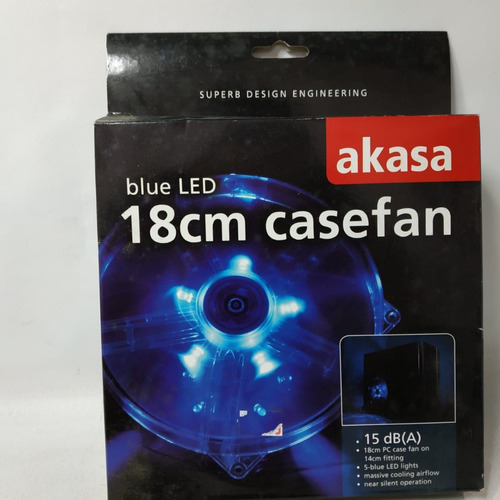 SUPERB DESIGN ENGINEERING
akasa
blue LED
18cm casefan
• 15 dB(A)
• 18cm PC case fan on
14cm fitting
• 5-blue LED lights
• massive cooling airflow
• near silent operation